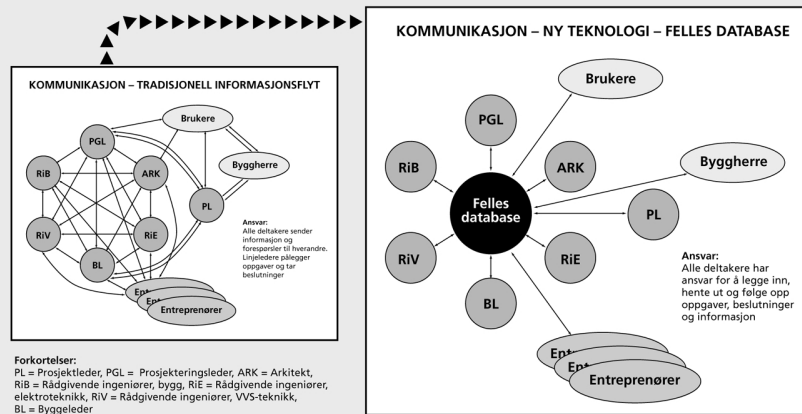 KOMMUNIKASJON – TRADISJONELL INFORMASJONSFLYT
Brukere
PGL
Byggherre
RiB
ARK
PL
RiV
RiE
BL
Ansvar:
Alle deltakere sender
informasjon og
forespørsler til hverandre.
Linjeledere pålegger
oppgaver og tar
beslutninger
Ent
Ent
Entreprenører
Forkortelser:
PL = Prosjektleder, PGL = Prosjekteringsleder, ARK = Arkitekt,
RiB = Rådgivende ingeniører, bygg, RiE = Rådgivende ingeniører,
elektroteknikk, RiV = Rådgivende ingeniører, VVS-teknikk,
BL = Byggeleder
KOMMUNIKASJON – NY TEKNOLOGI – FELLES DATABASE
Brukere
PGL
RiB
ARK
Byggherre
Felles
database
PL
RiV
RiE
BL
Ansvar:
Alle deltakere har
ansvar for å legge inn,
hente ut og følge opp
oppgaver, beslutninger
og informasjon
Ent
Ent
Entreprenører